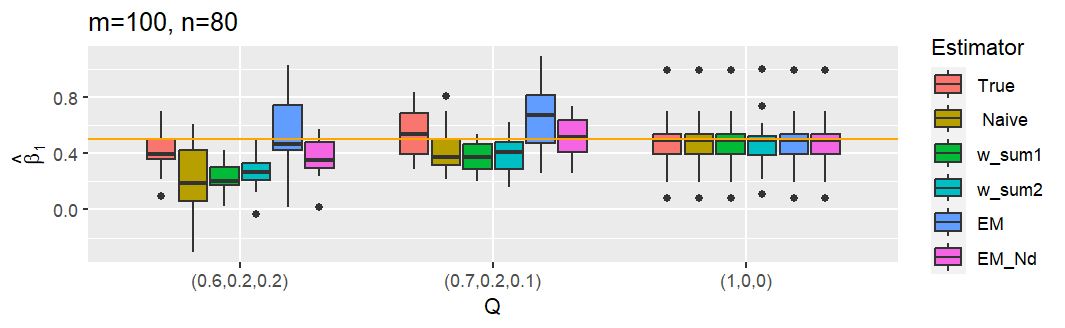 m=100, n=80
Estimator
True
Naive
w_sum1
w_sum2
EM
EM_Nd
0.8
0.4
0.0
β̂1
(0.6,0.2,0.2)
(0.7,0.2,0.1)
(1,0,0)
Q